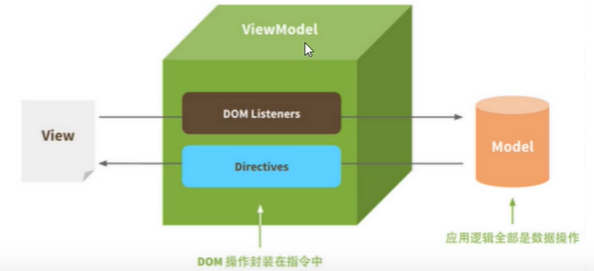 ViewModel
DOM Listeners
View
Model
Directives
应用逻辑全部是数据操作
DOM 操作封装在指令中